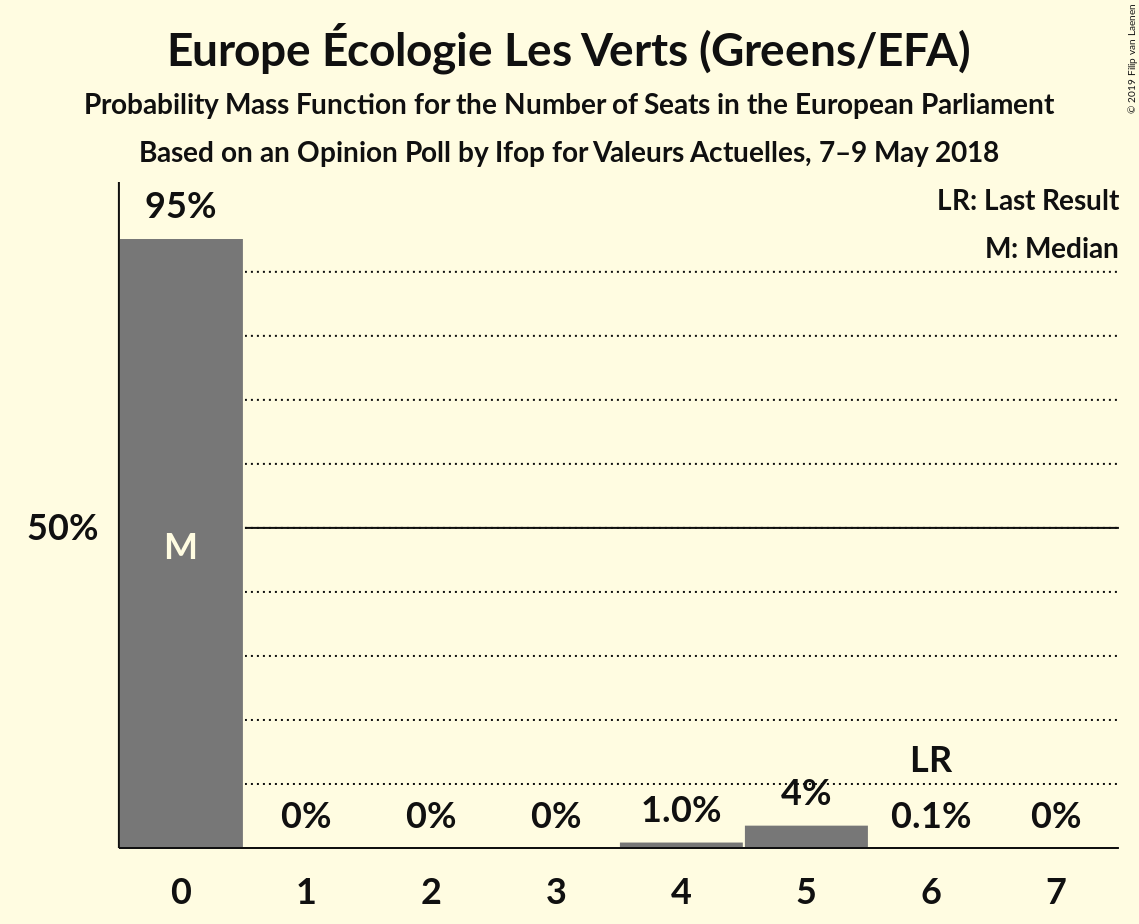 Europe Écologie Les Verts (Greens/EFA)
Probability Mass Function for the Number of Seats in the European Parliament
Based on an Opinion Poll by Ifop for Valeurs Actuelles, 7–9 May 2018
© 2019 Filip van Laenen
LR: Last Result
M: Median
95%
50%
M
LR
0% 0% 0% 1.0% 4% 0.1% 0%
0 1 2 3 4 5 6 7